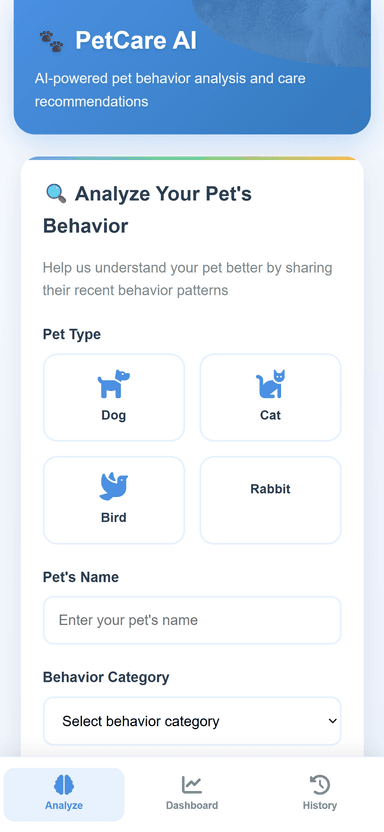 🐾 PetCare AI
AI-powered pet behavior analysis and care
recommendations
🔍 Analyze Your Pet's
Behavior
Help us understand your pet better by sharing
their recent behavior patterns
Pet Type
Dog
Cat
Bird
Rabbit
Pet's Name
Enter your pet's name
Behavior Category
Select behavior category
Analyze
Dashboard
History